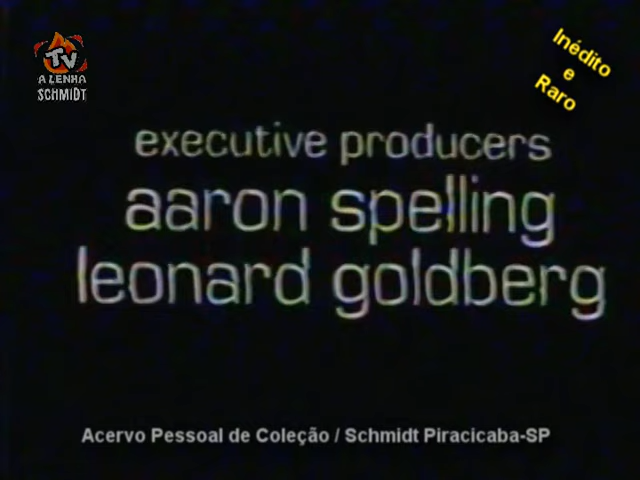 TV
A LENHA
SCHMIDT
Inédito
e
Raro
executive producers
aaron spelling
leonard goldberg
Acervo Pessoal de Coleção / Schmidt Piracicaba-SP